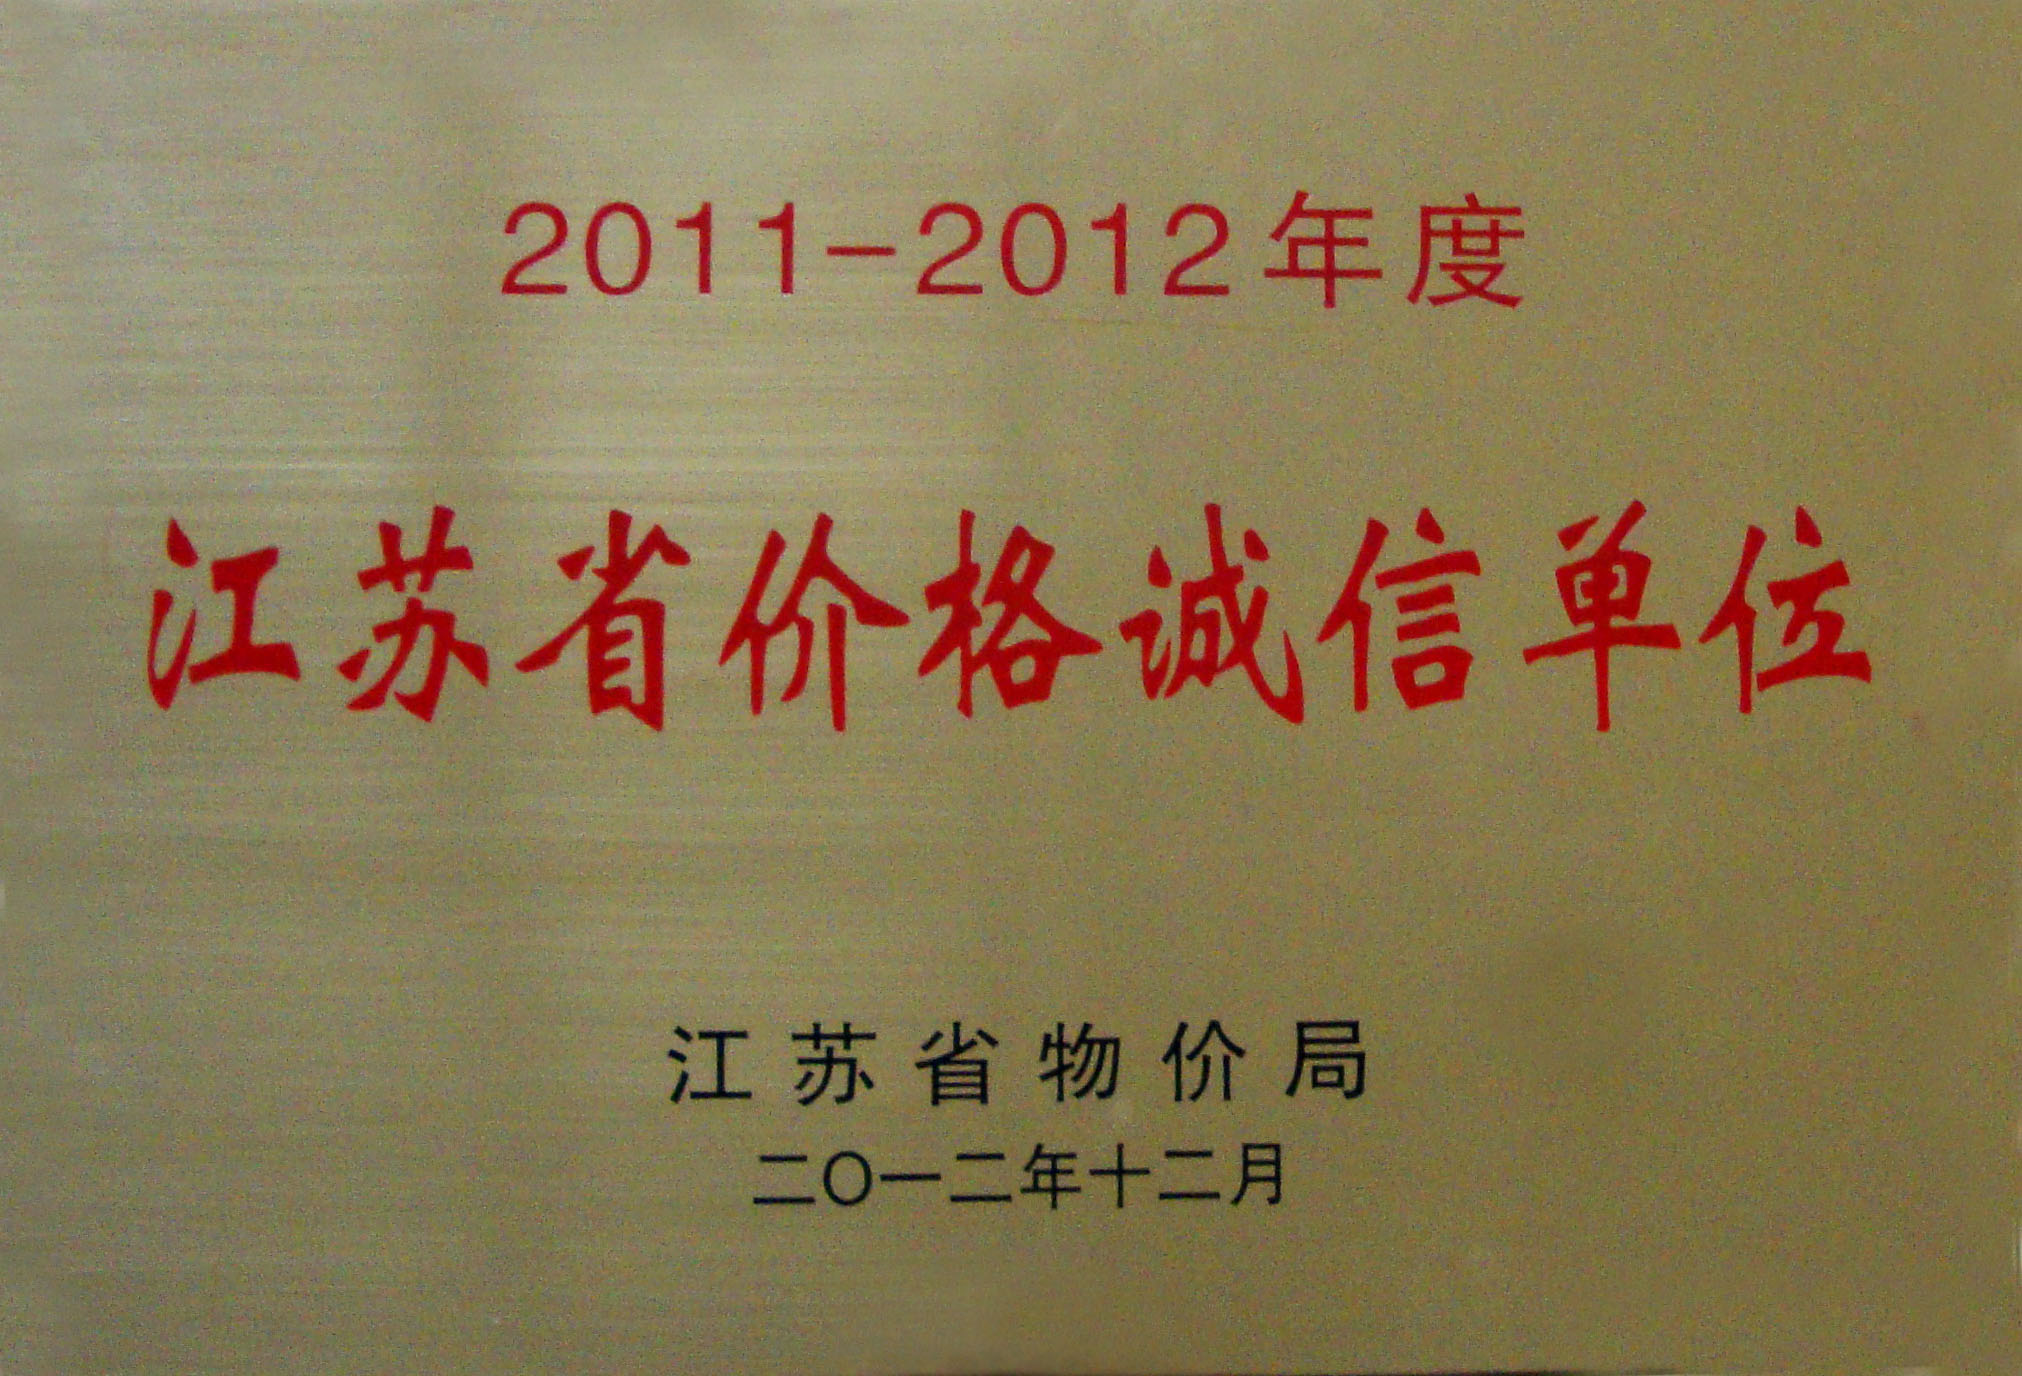 2011-2012年度
江苏省价格诚信单位
江苏省物价局
二〇一二年十二月